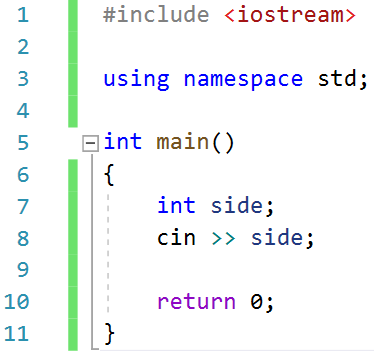 1 #include <iostream>
2
3 using namespace std;
4
5 int main()
6 {
7 int side;
8 cin >> side;
9
10 return 0;
11 }